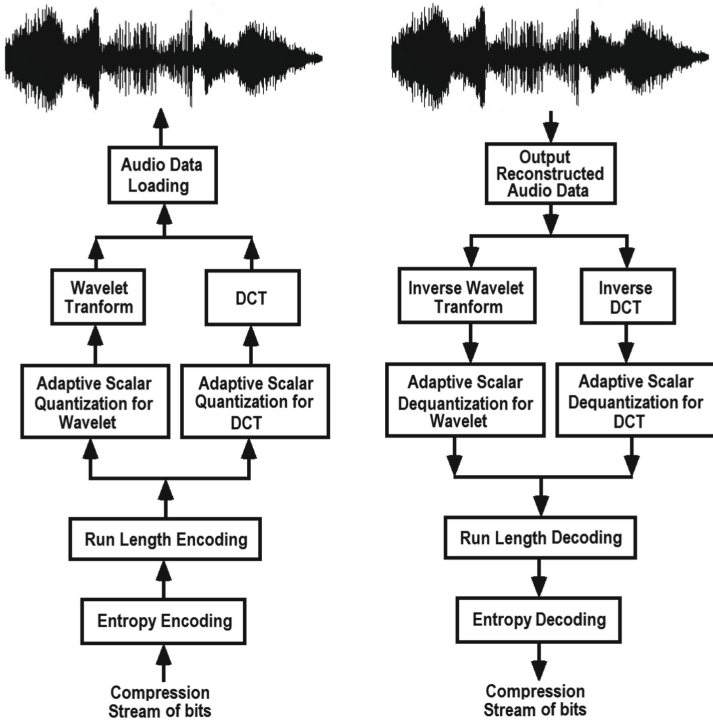 Audio Data
Loading
Wavelet
Tranform
DCT
Adaptive Scalar
Quantization for
Wavelet
Adaptive Scalar
Quantization for
DCT
Run Length Encoding
Entropy Encoding
Compression
Stream of bits
Output
Reconstructed
Audio Data
Inverse Wavelet
Tranform
Inverse
DCT
Adaptive Scalar
Dequantization for
Wavelet
Adaptive Scalar
Dequantization for
DCT
Run Length Decoding
Entropy Decoding
Compression
Stream of bits